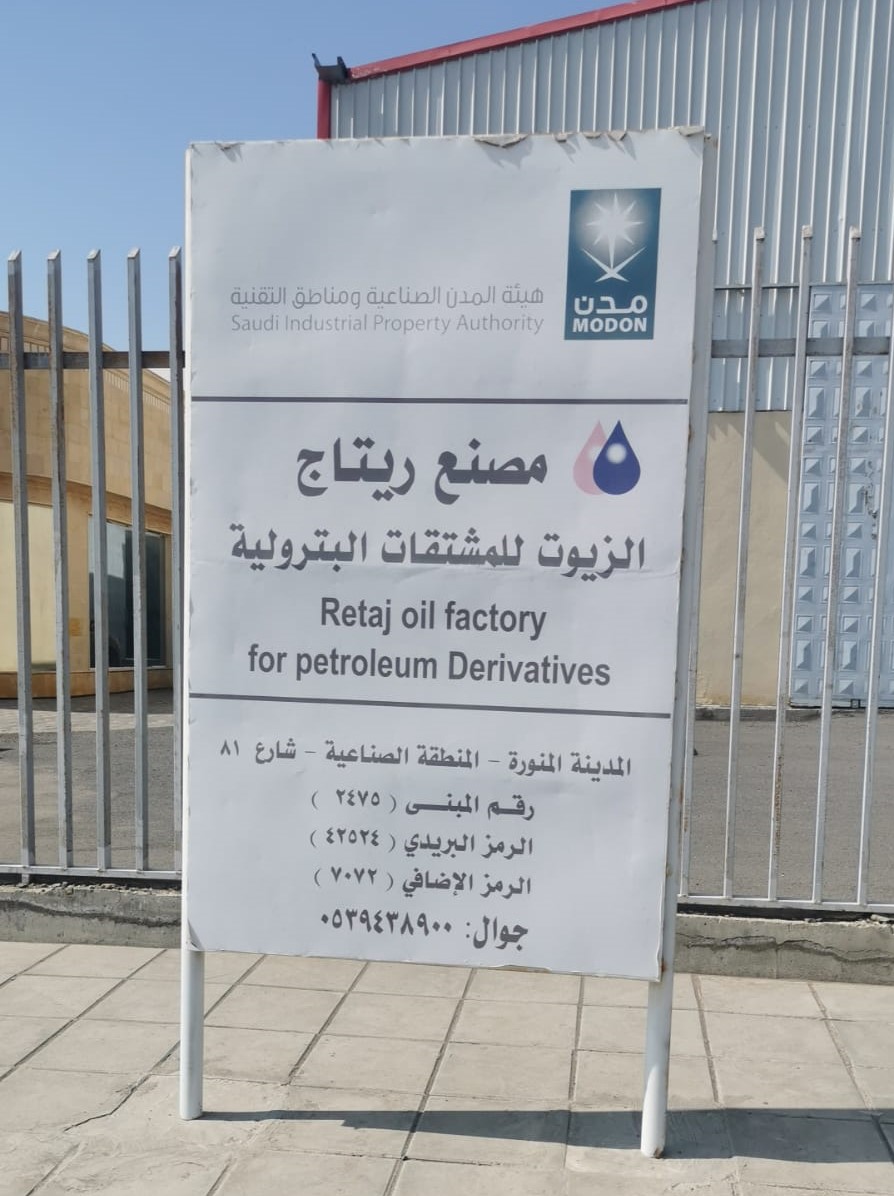 مدن
MODON
هيئة المدن الصناعية ومناطق التقنية
Saudi Industrial Property Authority
مصنع ريتاج
الزيوت للمشتقات البترولية
Retaj oil factory
for petroleum Derivatives
المدينة المنورة - المنطقة الصناعية - شارع ٨١
رقم المبنى ( ٢٤٧٥ )
الرمز البريدي ( ٤٢٥٢٤ )
الرمز الإضافي ( ٧٠٧٢ )
جوال: ٠٥٣٩٤٣٨٩٠٠